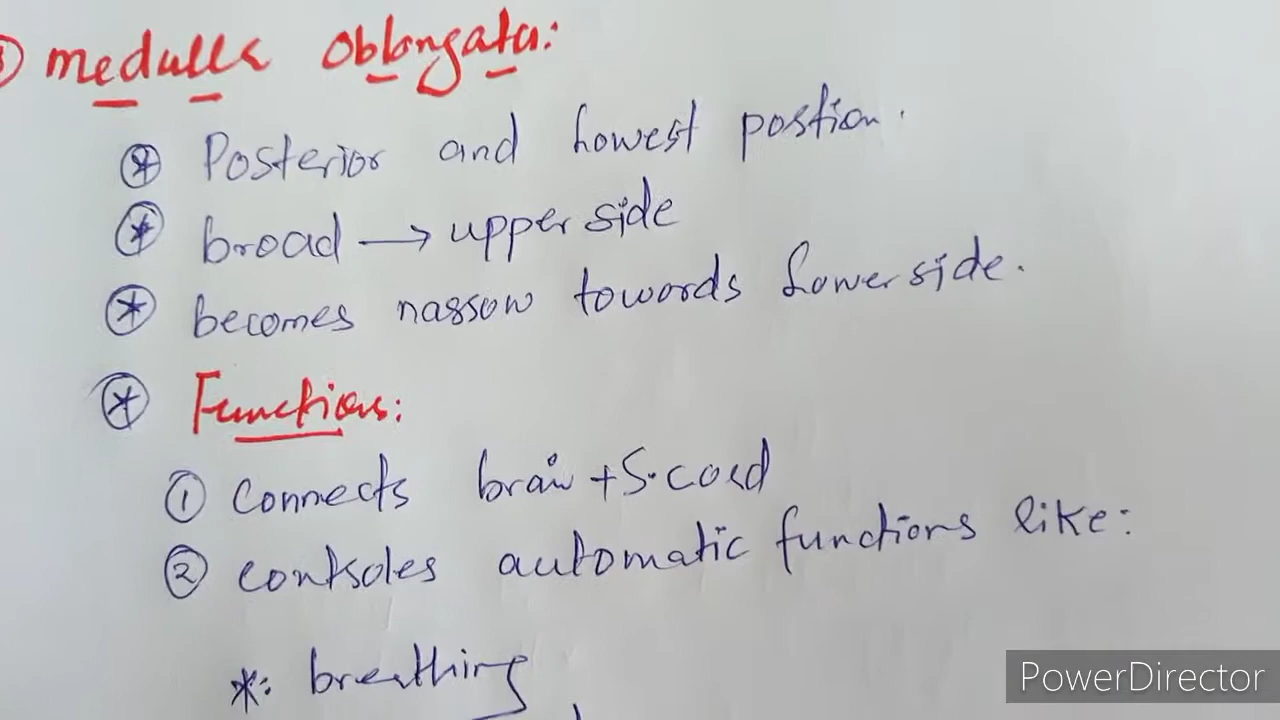 Medulla Oblongata:
* Posterior and lowest postion.
* broad → upper side
* becomes narrow towards lower side.
* Functions:
① connects brain + S.cord
② controles automatic functions like:
*: breathing
PowerDirector